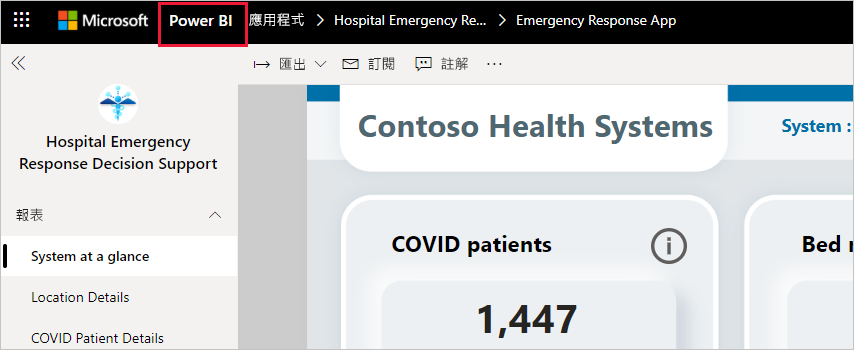 Microsoft Power BI 應用程式 > Hospital Emergency Re... > Emergency Response App
匯出 訂閱 註解 ...
Hospital Emergency
Response Decision Support
報表
System at a glance
Location Details
COVID Patient Details
Contoso Health Systems
System :
COVID patients
Bed
1,447